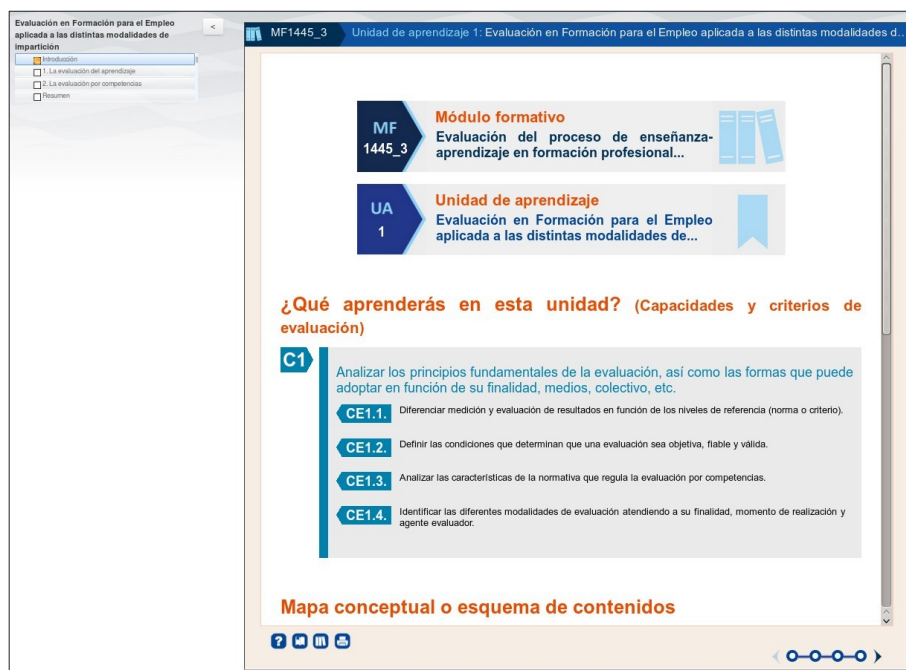 Evaluación en Formación para el Empleo
aplicada a las distintas modalidades de
impartición
<
Introducción
1. La evaluación del aprendizaje
2. La evaluación por competencias
Resumen
MF1445_3
Unidad de aprendizaje 1: Evaluación en Formación para el Empleo aplicada a las distintas modalidades d...
MF
1445_3
Módulo formativo
Evaluación del proceso de enseñanza-
aprendizaje en formación profesional...
UA
1
Unidad de aprendizaje
Evaluación en Formación para el Empleo
aplicada a las distintas modalidades de...
¿Qué aprenderás en esta unidad? (Capacidades y criterios de
evaluación)
C1
Analizar los principios fundamentales de la evaluación, así como las formas que puede
adoptar en función de su finalidad, medios, colectivo, etc.
CE1.1. Diferenciar medición y evaluación de resultados en función de los niveles de referencia (norma o criterio).
CE1.2. Definir las condiciones que determinan que una evaluación sea objetiva, fiable y válida.
CE1.3. Analizar las características de la normativa que regula la evaluación por competencias.
CE1.4. Identificar las diferentes modalidades de evaluación atendiendo a su finalidad, momento de realización y
agente evaluador.
Mapa conceptual o esquema de contenidos
?